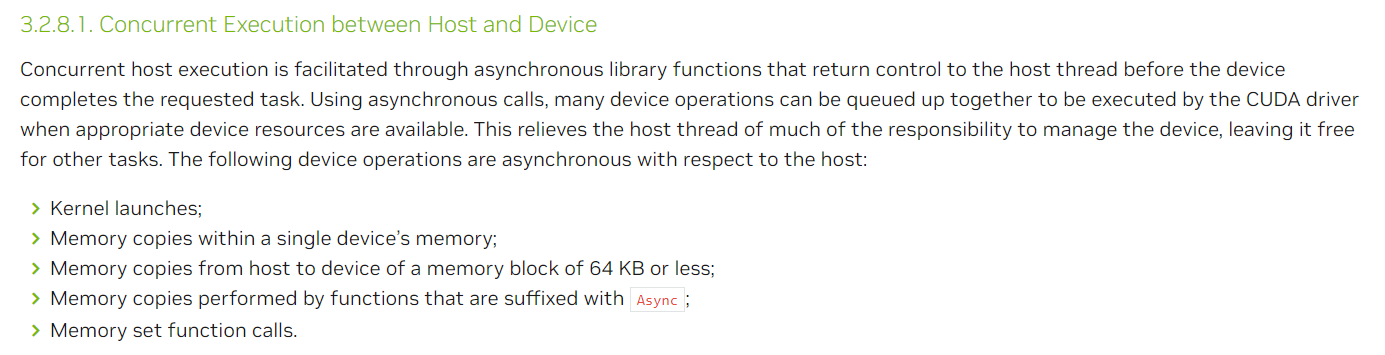 3.2.8.1. Concurrent Execution between Host and Device
Concurrent host execution is facilitated through asynchronous library functions that return control to the host thread before the device
completes the requested task. Using asynchronous calls, many device operations can be queued up together to be executed by the CUDA driver
when appropriate device resources are available. This relieves the host thread of much of the responsibility to manage the device, leaving it free
for other tasks. The following device operations are asynchronous with respect to the host:
> Kernel launches;
> Memory copies within a single device’s memory;
> Memory copies from host to device of a memory block of 64 KB or less;
> Memory copies performed by functions that are suffixed with Async ;
> Memory set function calls.